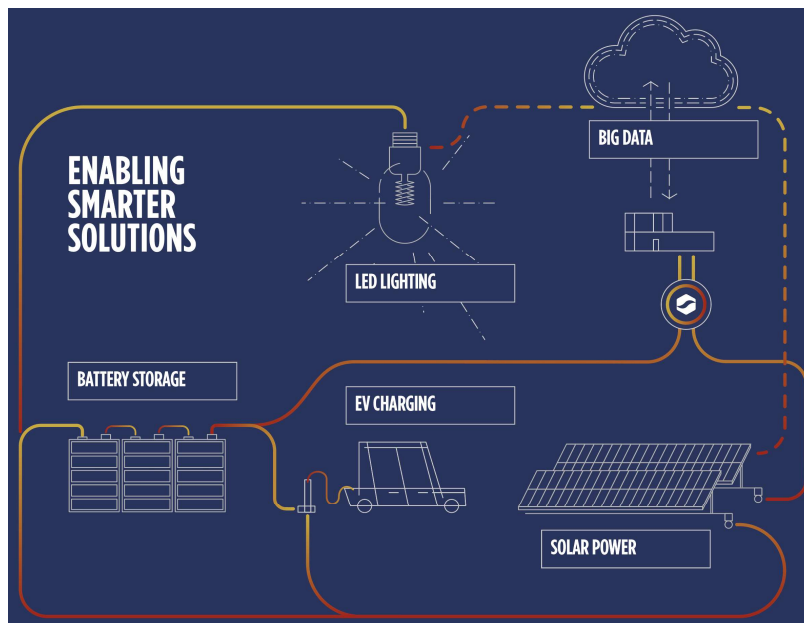 ENABLING
SMARTER
SOLUTIONS
BIG DATA
LED LIGHTING
BATTERY STORAGE
EV CHARGING
SOLAR POWER